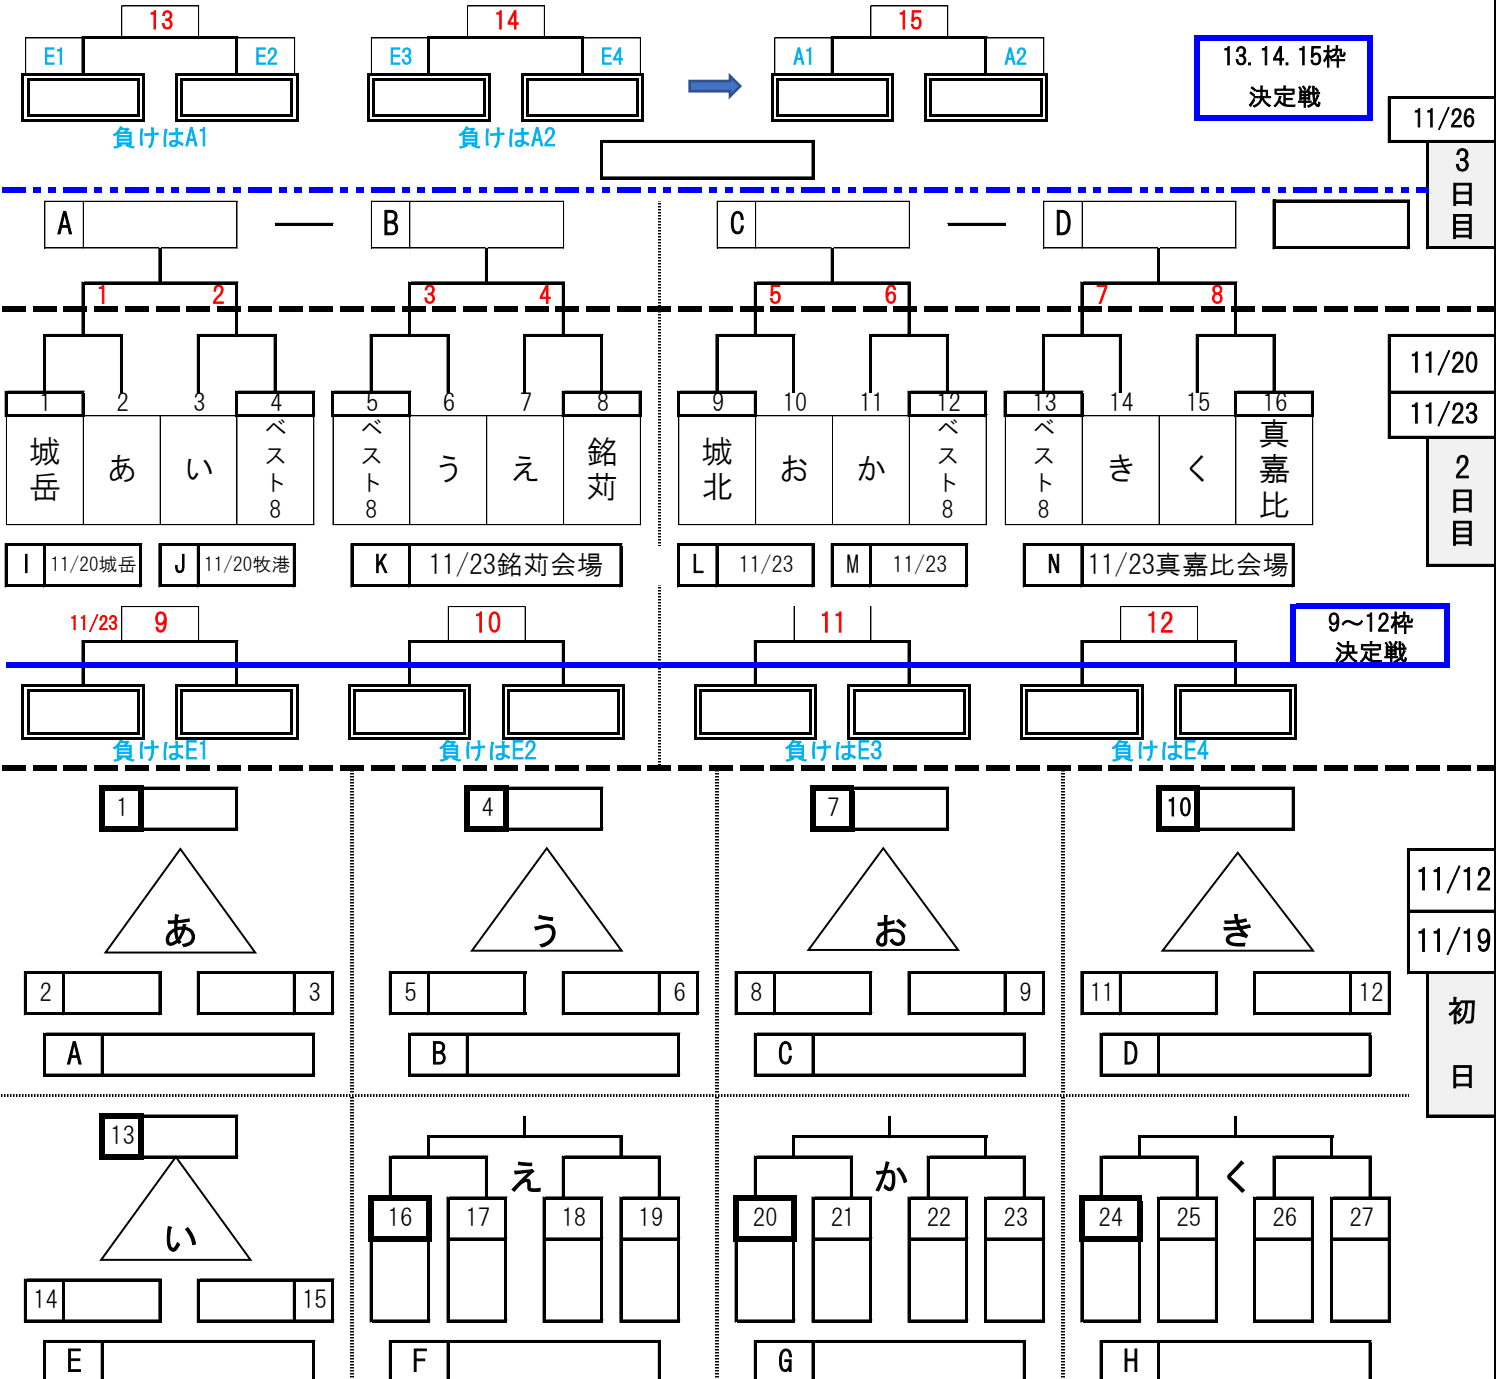 13
14
15
E1
E2
E3
E4
A1
A2
13.14.15枠
決定戦
負けはA1
負けはA2
11/26
3日目
A
B
C
D
1
2
3
4
5
6
7
8
11/20
11/23
2日目
1
2
3
4
5
6
7
8
9
10
11
12
13
14
15
16
城岳
あ
い
ベスト8
ベスト8
う
え
銘苅
城北
お
か
ベスト8
ベスト8
き
く
真嘉比
I
11/20城岳
J
11/20牧港
K
11/23銘苅会場
L
11/23
M
11/23
N
11/23真嘉比会場
11/23
9
10
11
12
9～12枠
決定戦
負けはE1
負けはE2
負けはE3
負けはE4
1
4
7
10
あ
う
お
き
11/12
11/19
初日
2
3
5
6
8
9
11
12
A
B
C
D
13
い
え
か
く
16
17
18
19
20
21
22
23
24
25
26
27
14
15
E
F
G
H